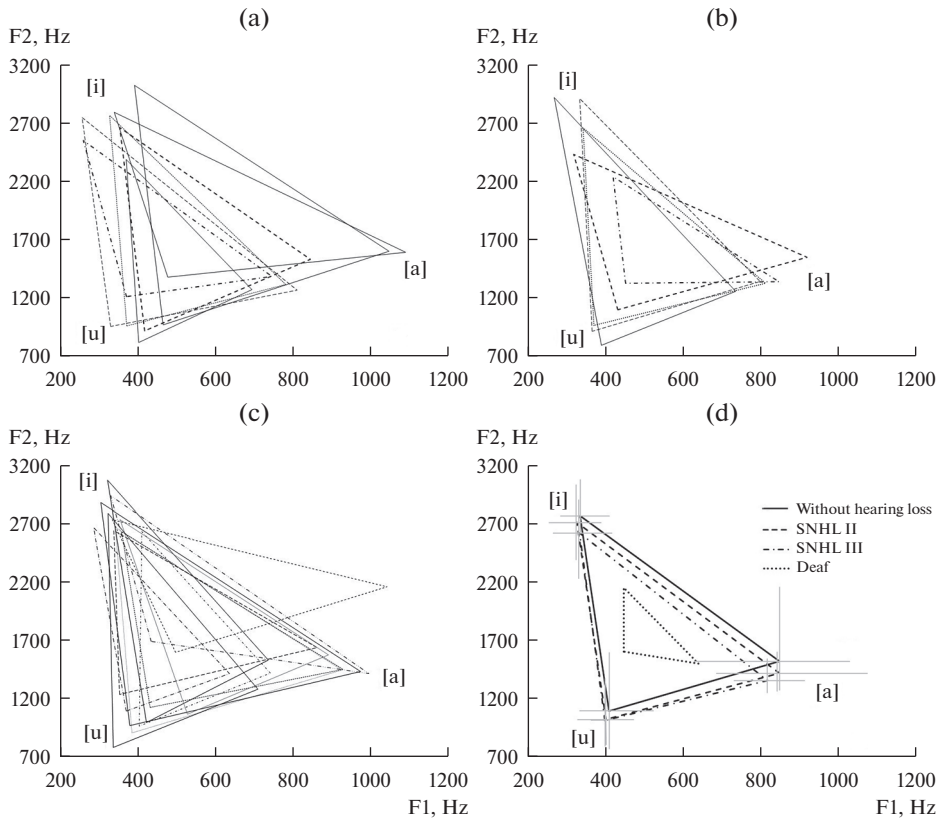 (a)
F2, Hz
3200
2700
2200
1700
1200
700
[i]
[a]
[u]
200 400 600 800 1000 1200
(b)
F2, Hz
3200
2700
2200
1700
1200
700
[i]
[a]
[u]
200 400 600 800 1000 1200
(c)
F2, Hz
3200
2700
2200
1700
1200
700
[i]
[a]
[u]
200 400 600 800 1000 1200
F1, Hz
(d)
F2, Hz
3200
2700
2200
1700
1200
700
[i]
Without hearing loss
SNHL II
SNHL III
Deaf
[a]
[u]
200 400 600 800 1000 1200
F1, Hz